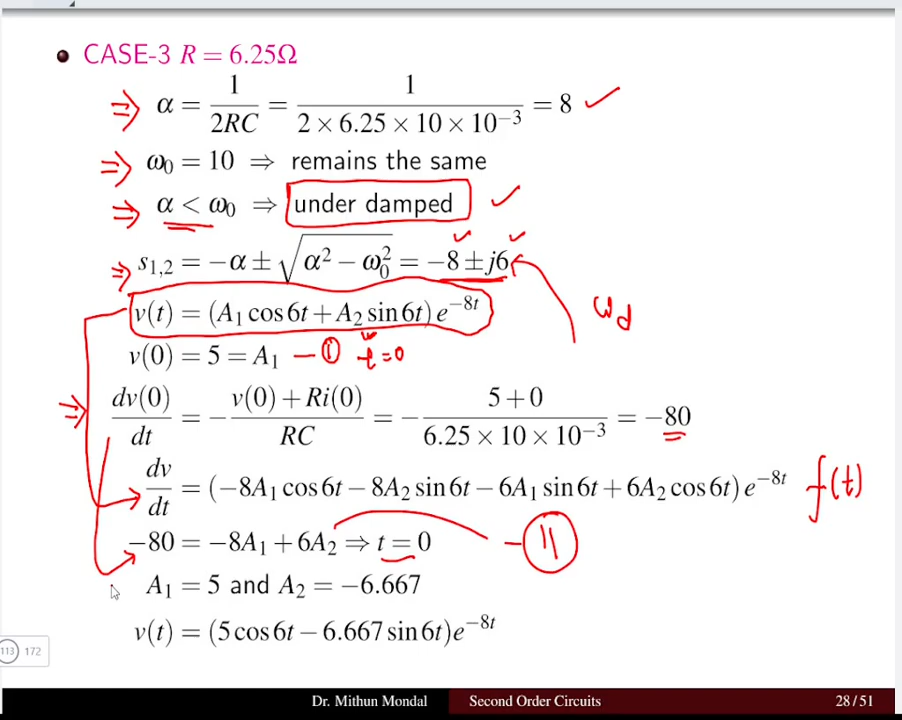 • CASE-3 R = 6.25Ω
⇒ α = 1/(2RC) = 1/(2 × 6.25 × 10 × 10⁻³) = 8 ✓
⇒ ω₀ = 10 ⇒ remains the same
⇒ α < ω₀ ⇒ under damped ✓
⇒ s₁,₂ = −α ± √(α² − ω₀²) = −8 ± j6
ω_d
v(t) = (A₁ cos 6t + A₂ sin 6t) e⁻⁸ᵗ
v(0) = 5 = A₁ — ① t=0
⇒ dv(0)/dt = − (v(0) + Ri(0))/(RC) = − (5 + 0)/(6.25 × 10 × 10⁻³) = −80
dv/dt = (−8A₁ cos 6t − 8A₂ sin 6t − 6A₁ sin 6t + 6A₂ cos 6t) e⁻⁸ᵗ f(t)
−80 = −8A₁ + 6A₂ ⇒ t = 0 — 11
A₁ = 5 and A₂ = −6.667
v(t) = (5 cos 6t − 6.667 sin 6t)e⁻⁸ᵗ
113 172
Dr. Mithun Mondal Second Order Circuits 28/51